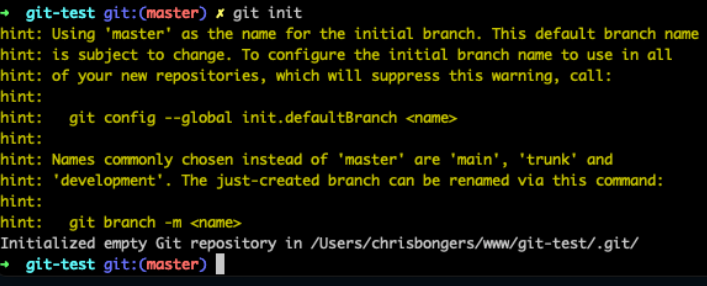 ➜ git-test git:(master) ✗ git init
hint: Using 'master' as the name for the initial branch. This default branch name
hint: is subject to change. To configure the initial branch name to use in all
hint: of your new repositories, which will suppress this warning, call:
hint:
hint:   git config --global init.defaultBranch <name>
hint:
hint: Names commonly chosen instead of 'master' are 'main', 'trunk' and
hint: 'development'. The just-created branch can be renamed via this command:
hint:
hint:   git branch -m <name>
Initialized empty Git repository in /Users/chrisbongers/www/git-test/.git/
➜ git-test git:(master)